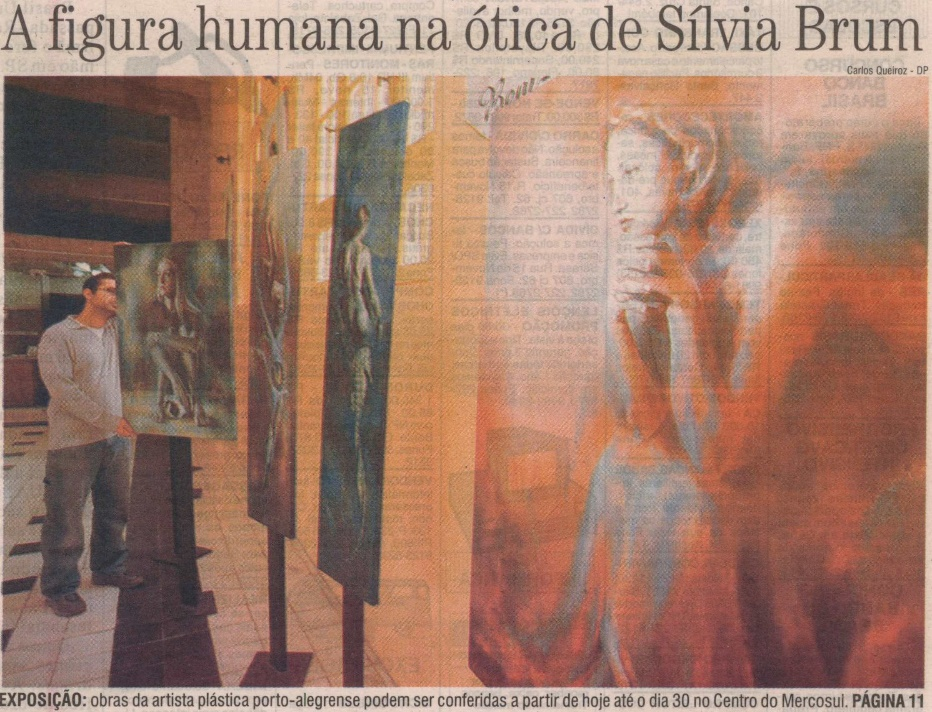 A figura humana na ótica de Sílvia Brum
Carlos Queiroz - DP
EXPOSIÇÃO: obras da artista plástica porto-alegrense podem ser conferidas a partir de hoje até o dia 30 no Centro do Mercosul. PÁGINA 11